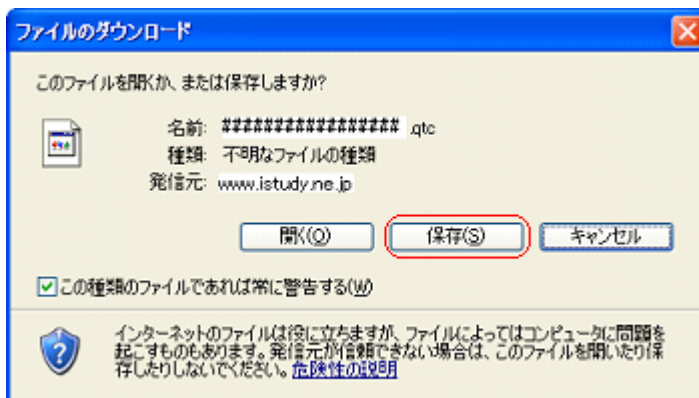 ファイルのダウンロード
このファイルを開くか、または保存しますか?
名前: ################# .qtc
種類: 不明なファイルの種類
発信元: www.istudy.ne.jp
開く(O) 保存(S) キャンセル
この種類のファイルであれば常に警告する(W)
インターネットのファイルは役に立ちますが、ファイルによってはコンピュータに問題を
起こすものもあります。発信元が信頼できない場合は、このファイルを開いたり保
存したりしないでください。危険性の説明